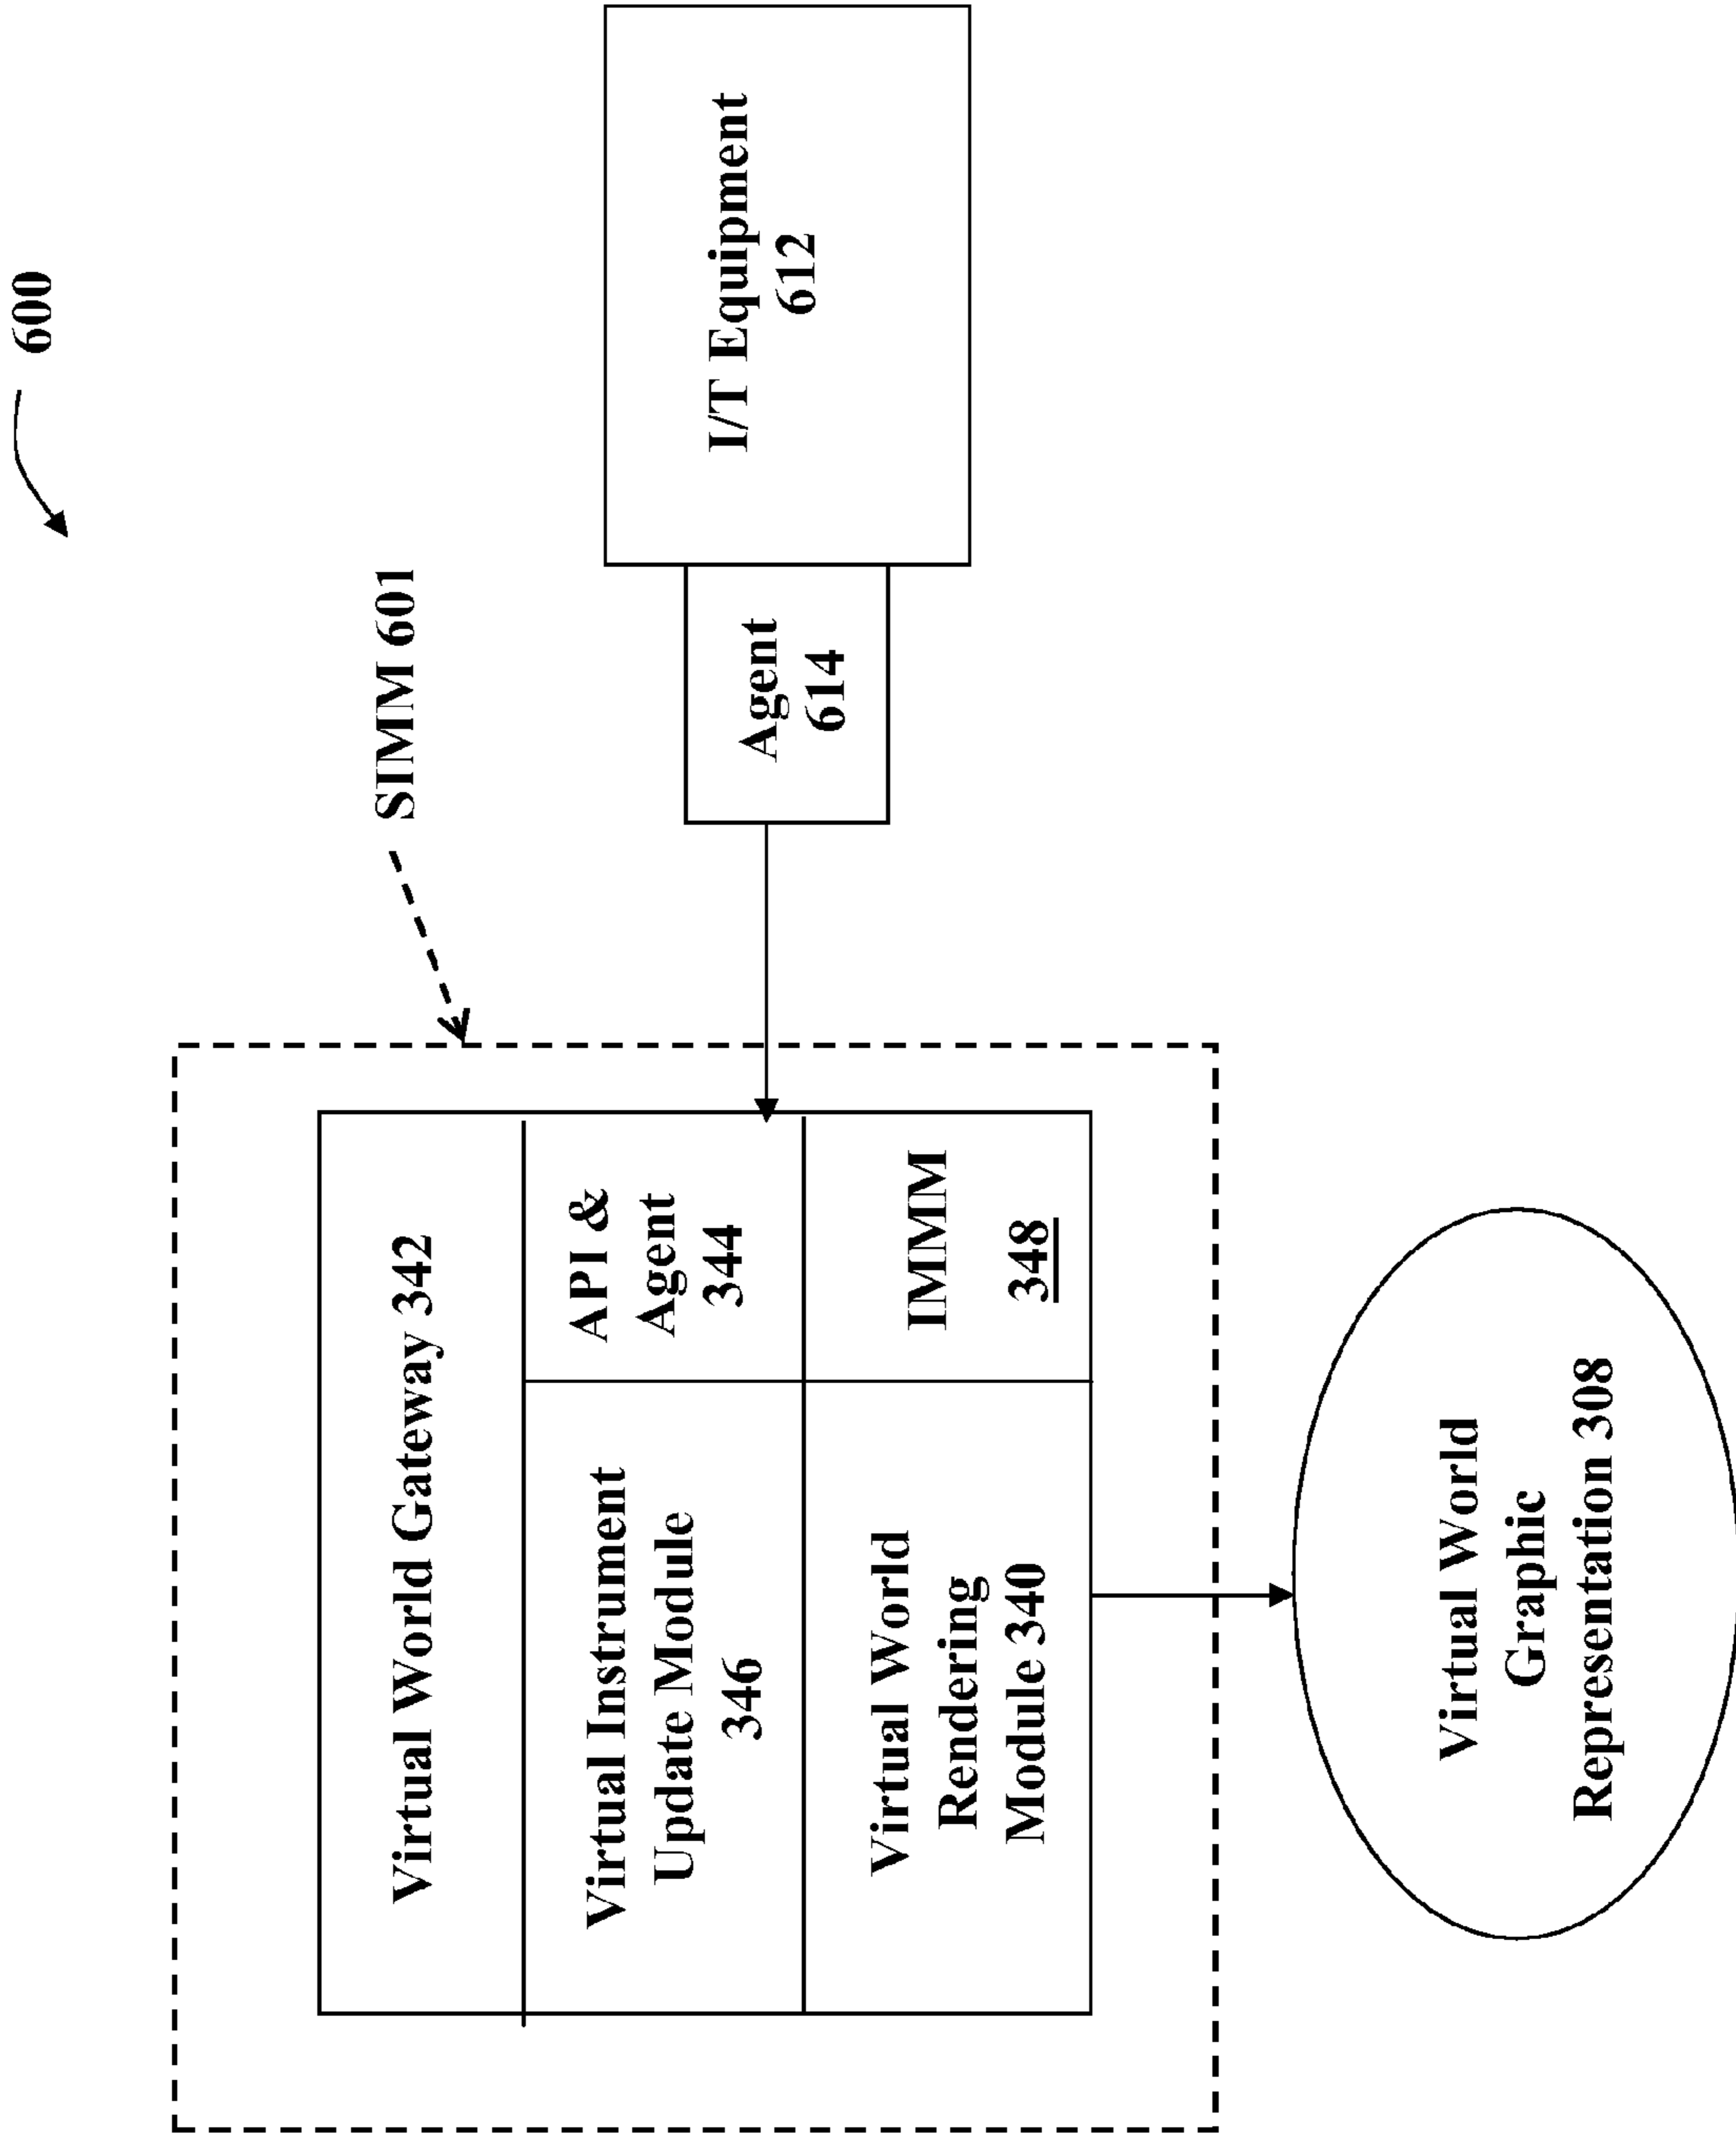 600
SIMM 601
Virtual World Gateway 342
Virtual Instrument
Update Module
346
API &
Agent
344
Virtual World
Rendering
Module 340
IMMM
348
Agent
614
I/T Equipment
612
Virtual World
Graphic
Representation 308